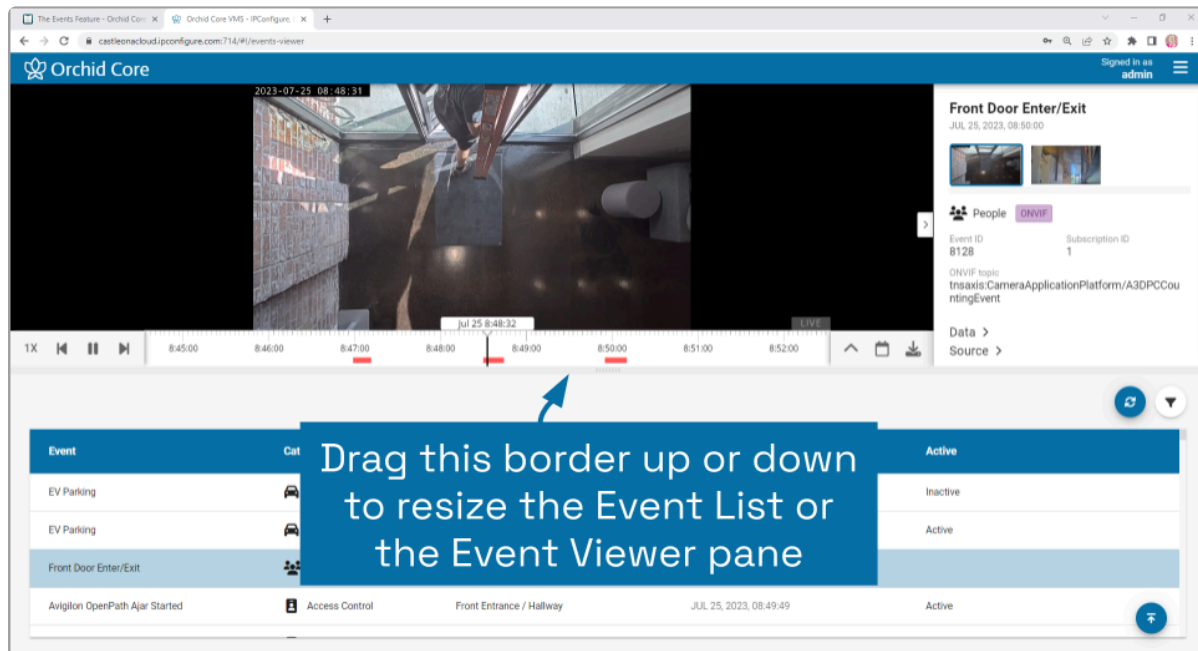 The Events Feature - Orchid Core
Orchid Core VMS - IPConfigure,
castleonacloud.ipconfigure.com:714/#!/events-viewer
Orchid Core
Signed in as
admin
2023-07-25 08:48:31
Front Door Enter/Exit
JUL 25, 2023, 08:50:00
People ONVIF
Event ID Subscription ID
8128 1
ONVIF topic
tnsaxis:CameraApplicationPlatform/A3DPCCou
ntingEvent
Data >
Source >
Jul 25 8:48:32
LIVE
1X 8:45:00 8:46:00 8:47:00 8:48:00 8:49:00 8:50:00 8:51:00 8:52:00
Drag this border up or down
to resize the Event List or
the Event Viewer pane
Event Cat Active
EV Parking Inactive
EV Parking Active
Front Door Enter/Exit
Avigilon OpenPath Ajar Started Access Control Front Entrance / Hallway JUL 25, 2023, 08:49:49 Active